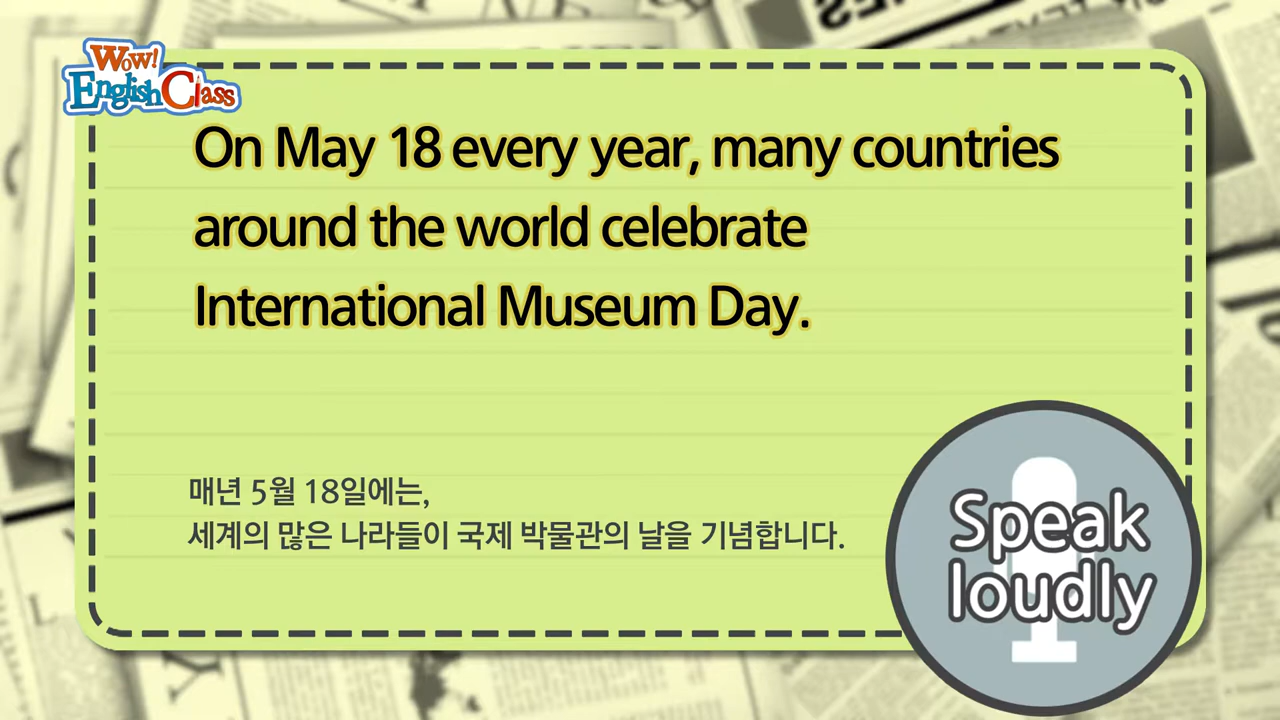 Wow!
English Class
On May 18 every year, many countries
around the world celebrate
International Museum Day.
매년 5월 18일에는,
세계의 많은 나라들이 국제 박물관의 날을 기념합니다.
Speak
loudly